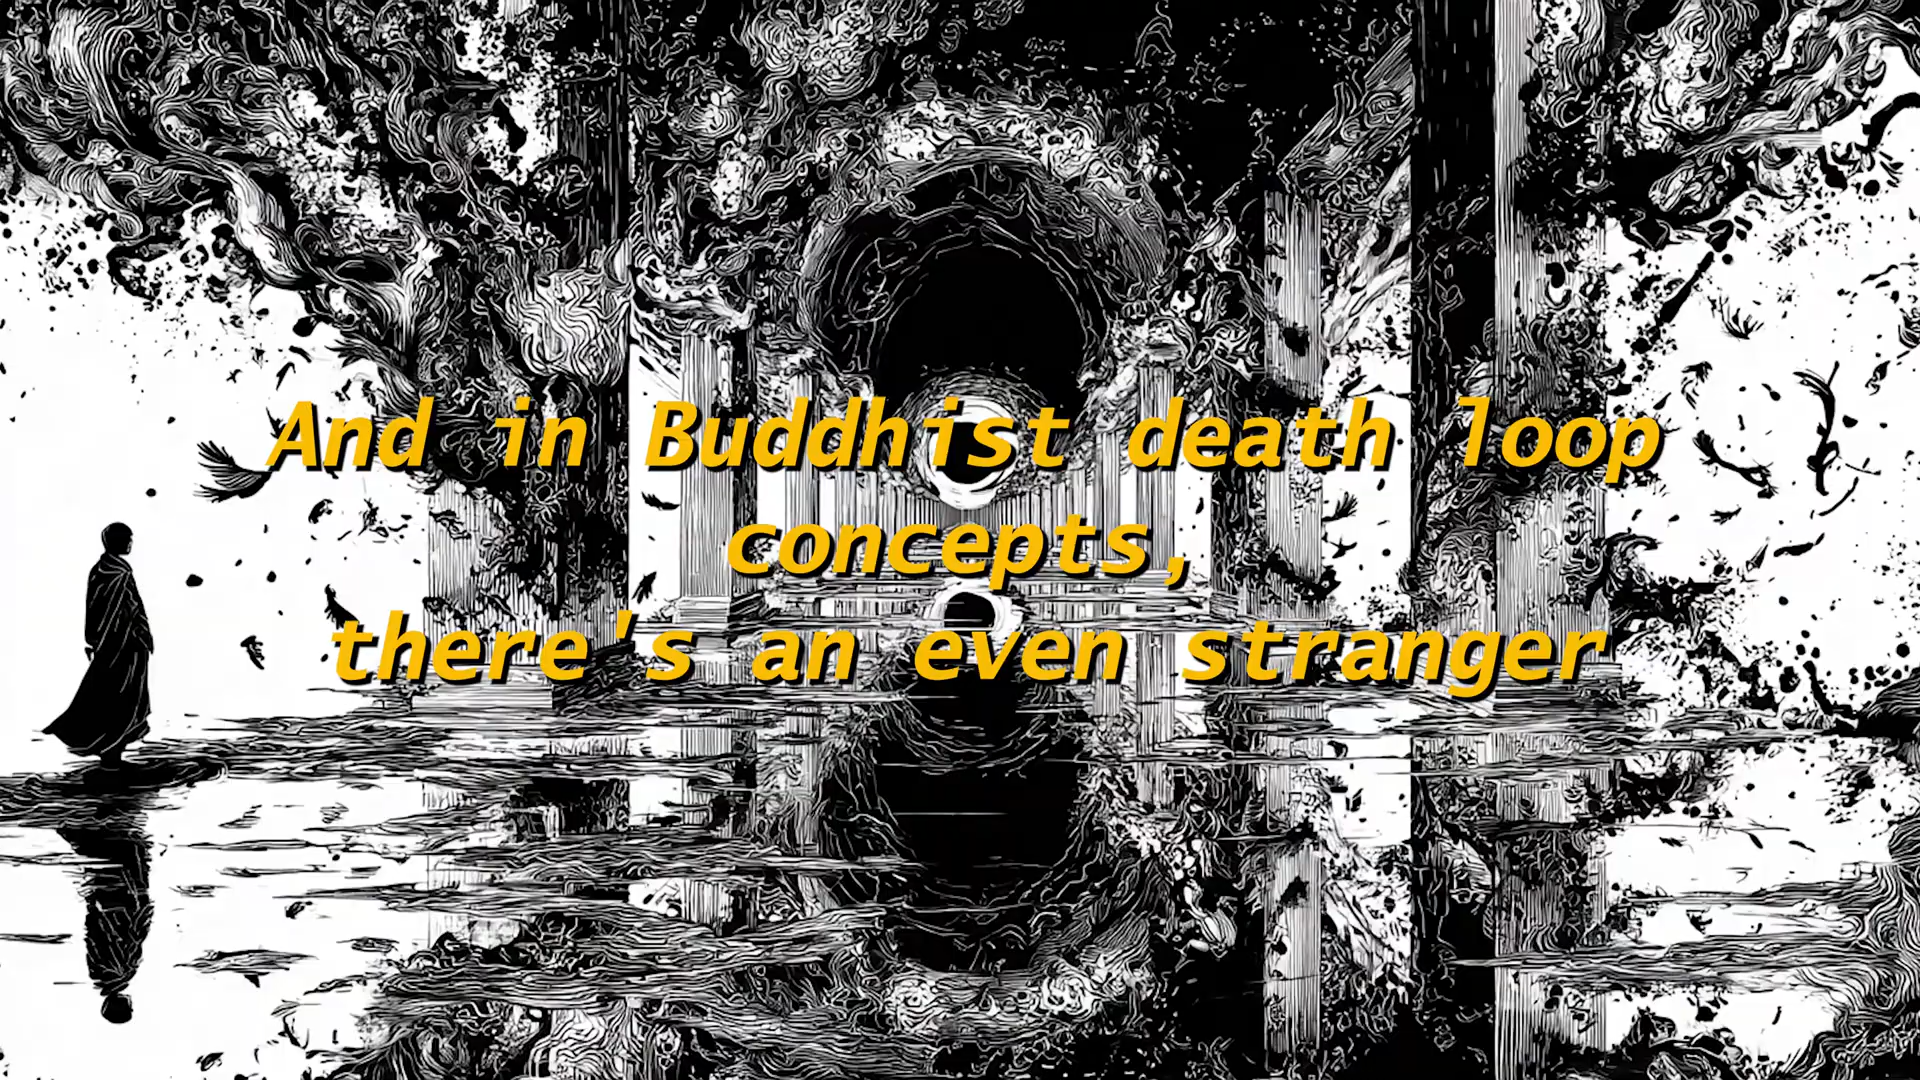 And in Buddhist death loop
concepts,
there's an even stranger